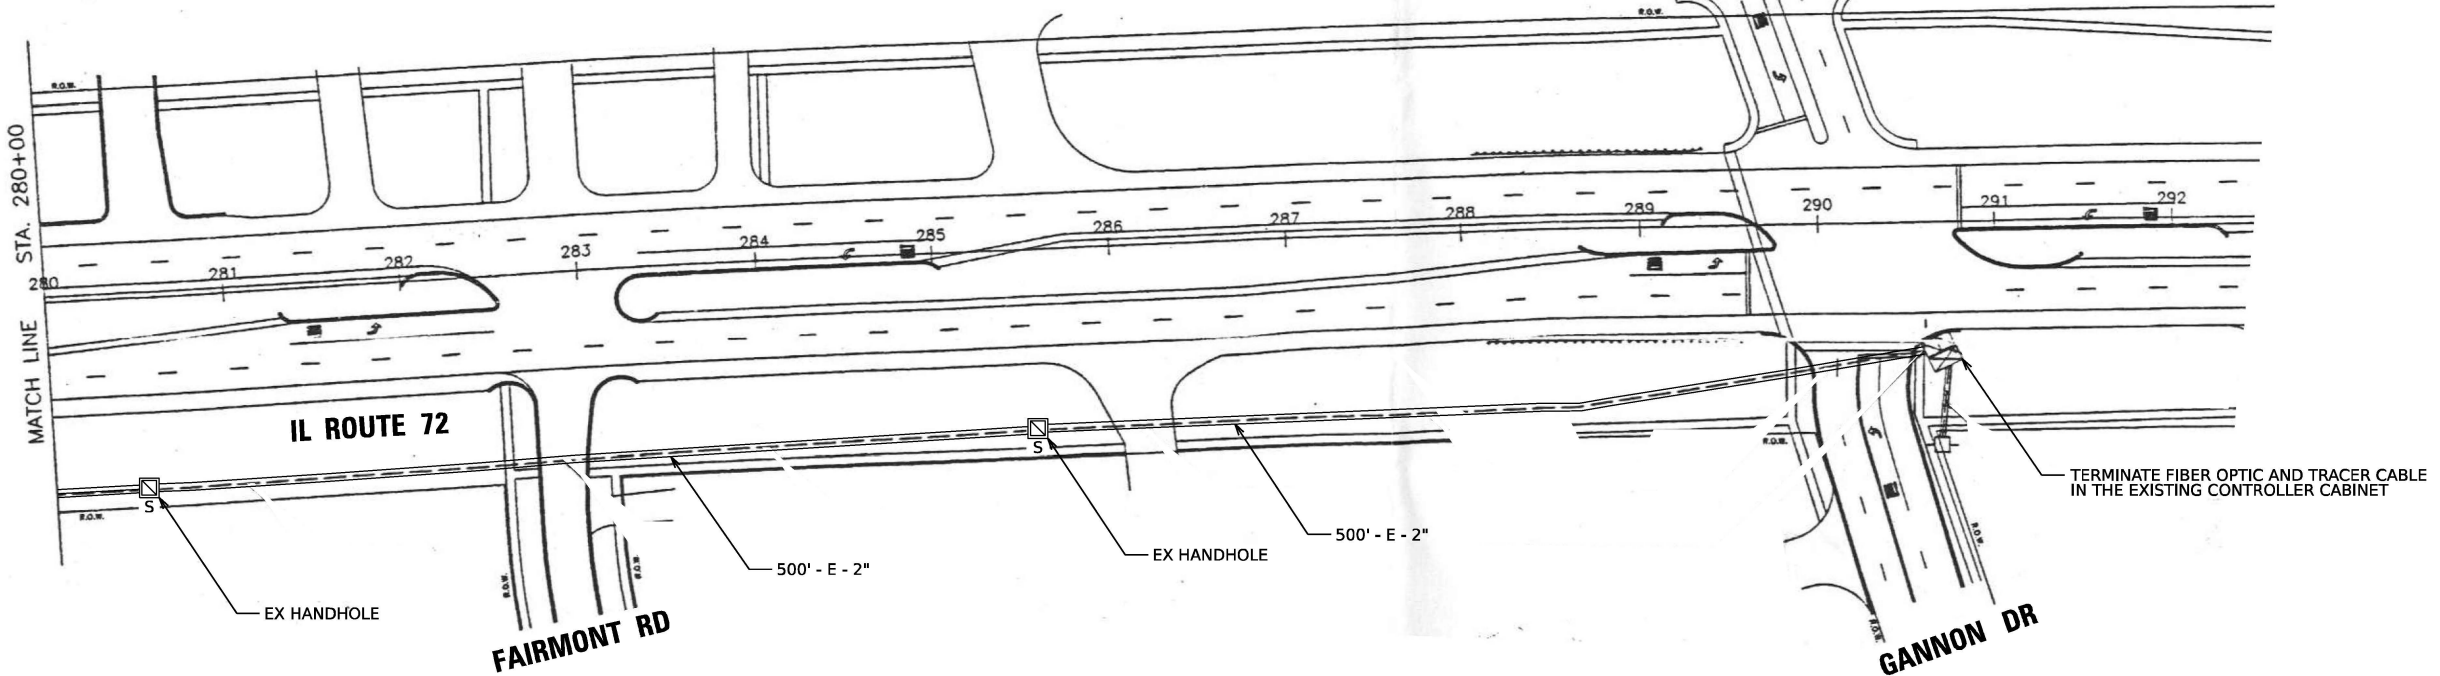 R.O.W.
R.O.W.
MATCH LINE STA. 280+00
280
281
282
283
284
285
286
287
288
289
290
291
292
IL ROUTE 72
S
S
R.O.W.
R.O.W.
R.O.W.
R.O.W.
R.O.W.
R.O.W.
EX HANDHOLE
500' - E - 2"
EX HANDHOLE
500' - E - 2"
TERMINATE FIBER OPTIC AND TRACER CABLE
IN THE EXISTING CONTROLLER CABINET
FAIRMONT RD
GANNON DR